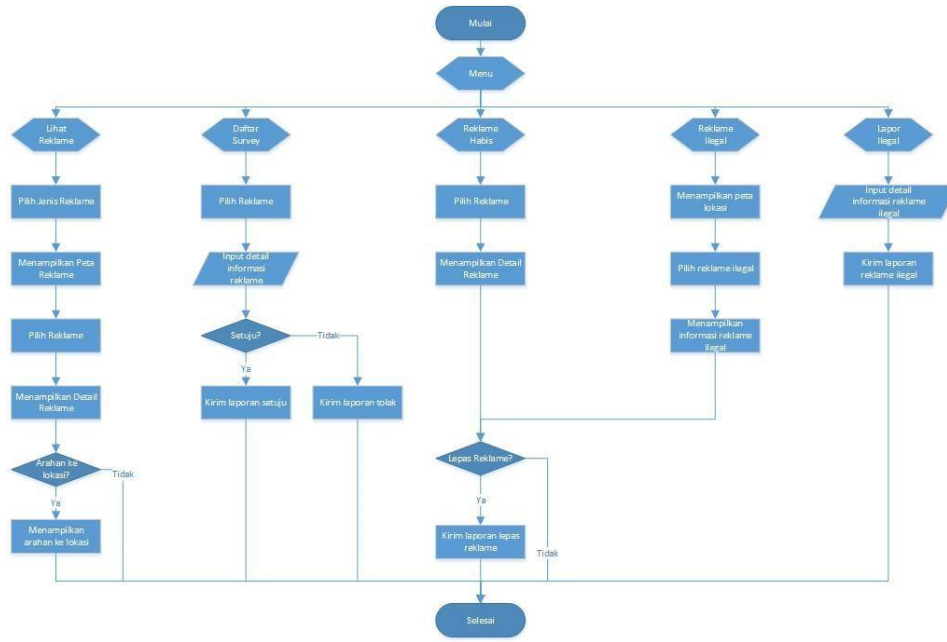 Mulai
Menu
Lihat
Reklame
Daftar
Survey
Reklame
Habis
Reklame
Ilegal
Lapor
Ilegal
Pilih Jenis Reklame
Pilih Reklame
Pilih Reklame
Menampilkan peta
lokasi
Input detail
informasi reklame
ilegal
Menampilkan Peta
Reklame
Input detail
informasi
reklame
Menampilkan Detail
Reklame
Pilih reklame ilegal
Kirim laporan
reklame ilegal
Pilih Reklame
Setuju?
Tidak
Menampilkan
informasi reklame
ilegal
Ya
Menampilkan Detail
Reklame
Kirim laporan setuju
Kirim laporan tolak
Arahan ke
lokasi?
Tidak
Lepas Reklame?
Ya
Ya
Menampilkan
arahan ke lokasi
Kirim laporan lepas
reklame
Tidak
Selesai